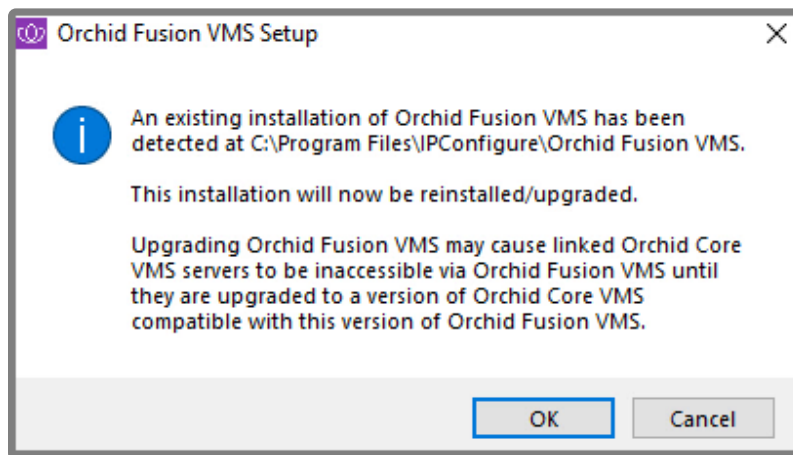 Orchid Fusion VMS Setup
An existing installation of Orchid Fusion VMS has been
detected at C:\Program Files\IPConfigure\Orchid Fusion VMS.
This installation will now be reinstalled/upgraded.
Upgrading Orchid Fusion VMS may cause linked Orchid Core
VMS servers to be inaccessible via Orchid Fusion VMS until
they are upgraded to a version of Orchid Core VMS
compatible with this version of Orchid Fusion VMS.
OK
Cancel